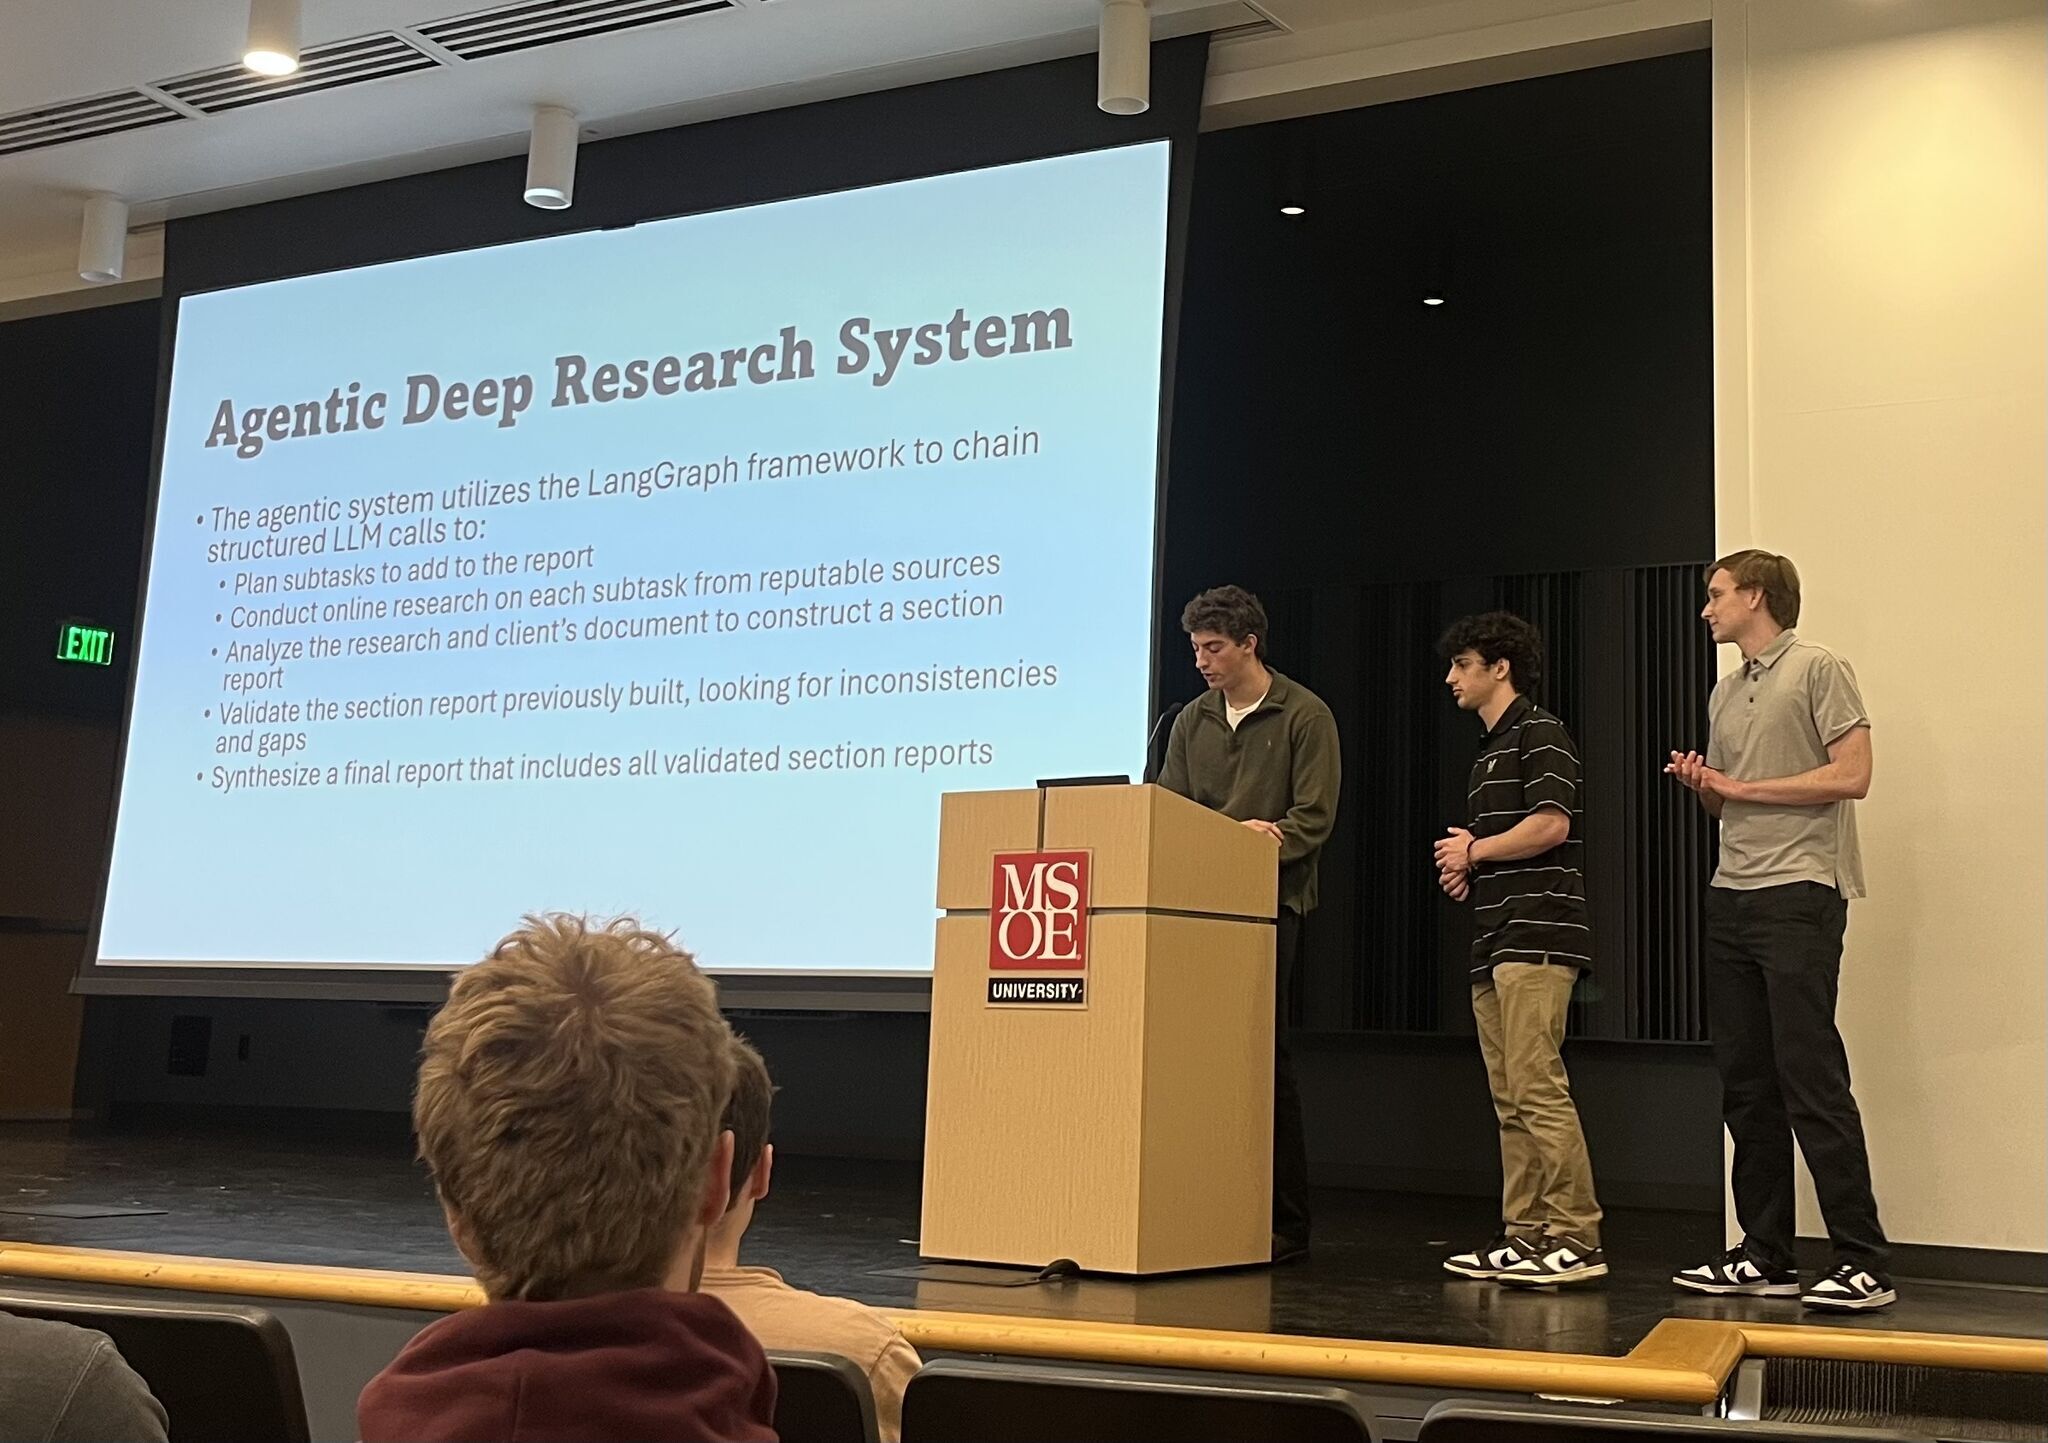 Agentic Deep Research System
• The agentic system utilizes the LangGraph framework to chain
structured LLM calls to:
• Plan subtasks to add to the report
• Conduct online research on each subtask from reputable sources
• Analyze the research and client's document to construct a section
report
• Validate the section report previously built, looking for inconsistencies
and gaps
• Synthesize a final report that includes all validated section reports
EXIT
MS
OE
UNIVERSITY